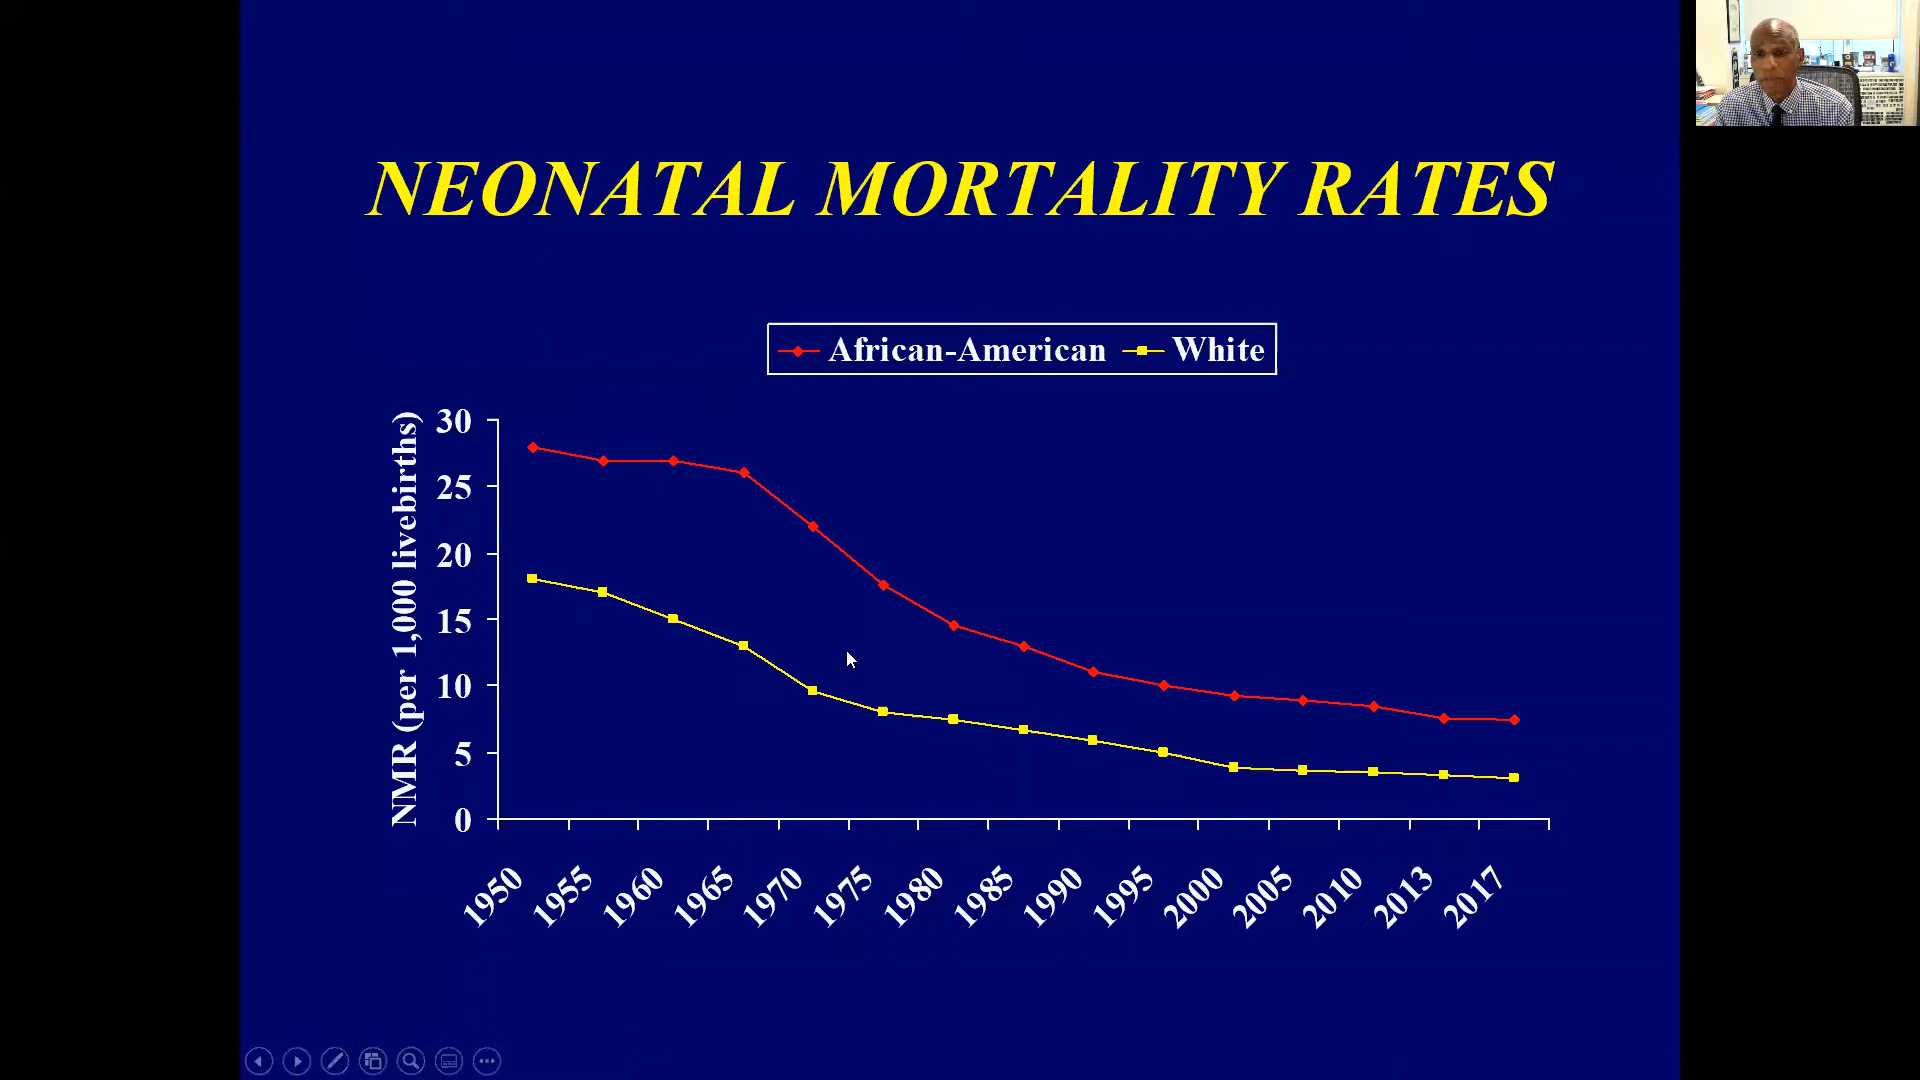 NEONATAL MORTALITY RATES
African-American White
NMR (per 1,000 livebirths)
30
25
20
15
10
5
0
1950 1955 1960 1965 1970 1975 1980 1985 1990 1995 2000 2005 2010 2013 2017